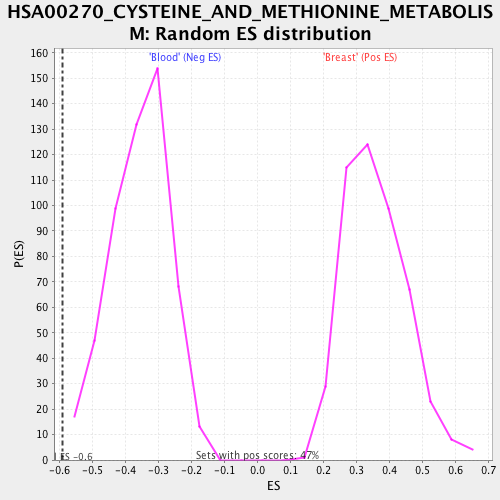 HSA00270_CYSTEINE_AND_METHIONINE_METABOLIS
M: Random ES distribution
'Blood' (Neg ES)
'Breast' (Pos ES)
160
150
140
130
120
110
100
90
80
70
60
50
40
30
20
10
0
P(ES)
ES -0.6
Sets with pos scores: 47%
-0.6 -0.5 -0.4 -0.3 -0.2 -0.1 0.0 0.1 0.2 0.3 0.4 0.5 0.6 0.7
ES